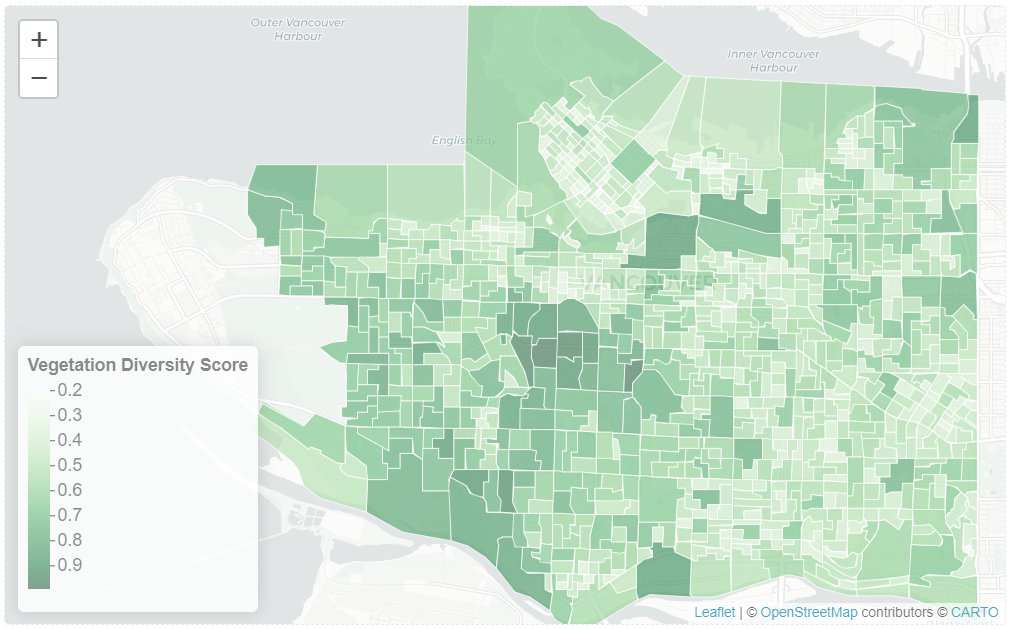 Outer Vancouver
Harbour
+
Inner Vancouver
Harbour
−
English Bay
VANCOUVER
Vegetation Diversity Score
0.2
0.3
0.4
0.5
0.6
0.7
0.8
0.9
Leaflet | © OpenStreetMap contributors © CARTO